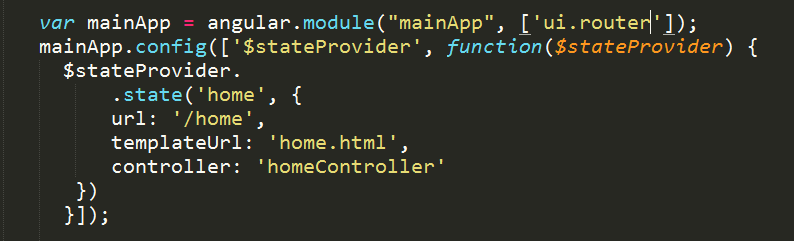 var mainApp = angular.module("mainApp", ['ui.router']);
mainApp.config(['$stateProvider', function($stateProvider) {
$stateProvider.
.state('home', {
url: '/home',
templateUrl: 'home.html',
controller: 'homeController'
})
}]);